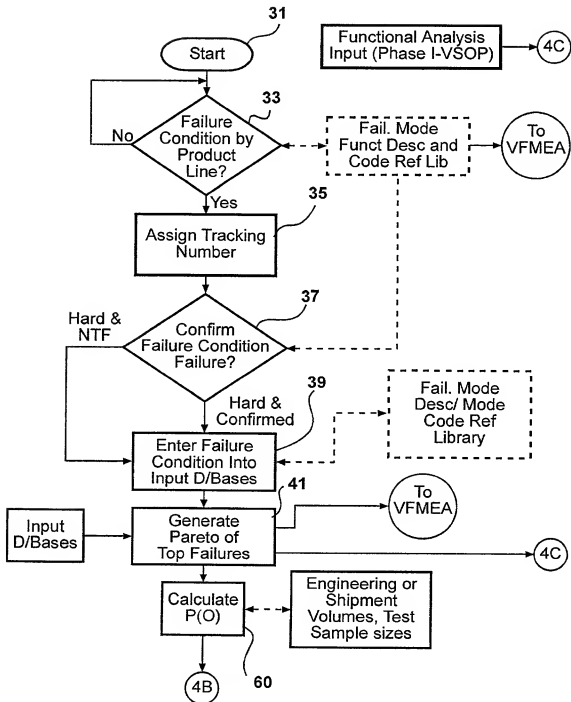 31
Start
Functional Analysis
Input (Phase I-VSOP)
4C
33
Failure
Condition by
Product
Line?
No
Yes
Fail. Mode
Funct Desc and
Code Ref Lib
To
VFMEA
35
Assign Tracking
Number
37
Hard &
NTF
Confirm
Failure Condition
Failure?
Hard &
Confirmed
39
Fail. Mode
Desc/ Mode
Code Ref
Library
Enter Failure
Condition Into
Input D/Bases
41
To
VFMEA
Input
D/Bases
Generate
Pareto of
Top Failures
4C
Calculate
P(O)
Engineering or
Shipment
Volumes, Test
Sample sizes
60
4B